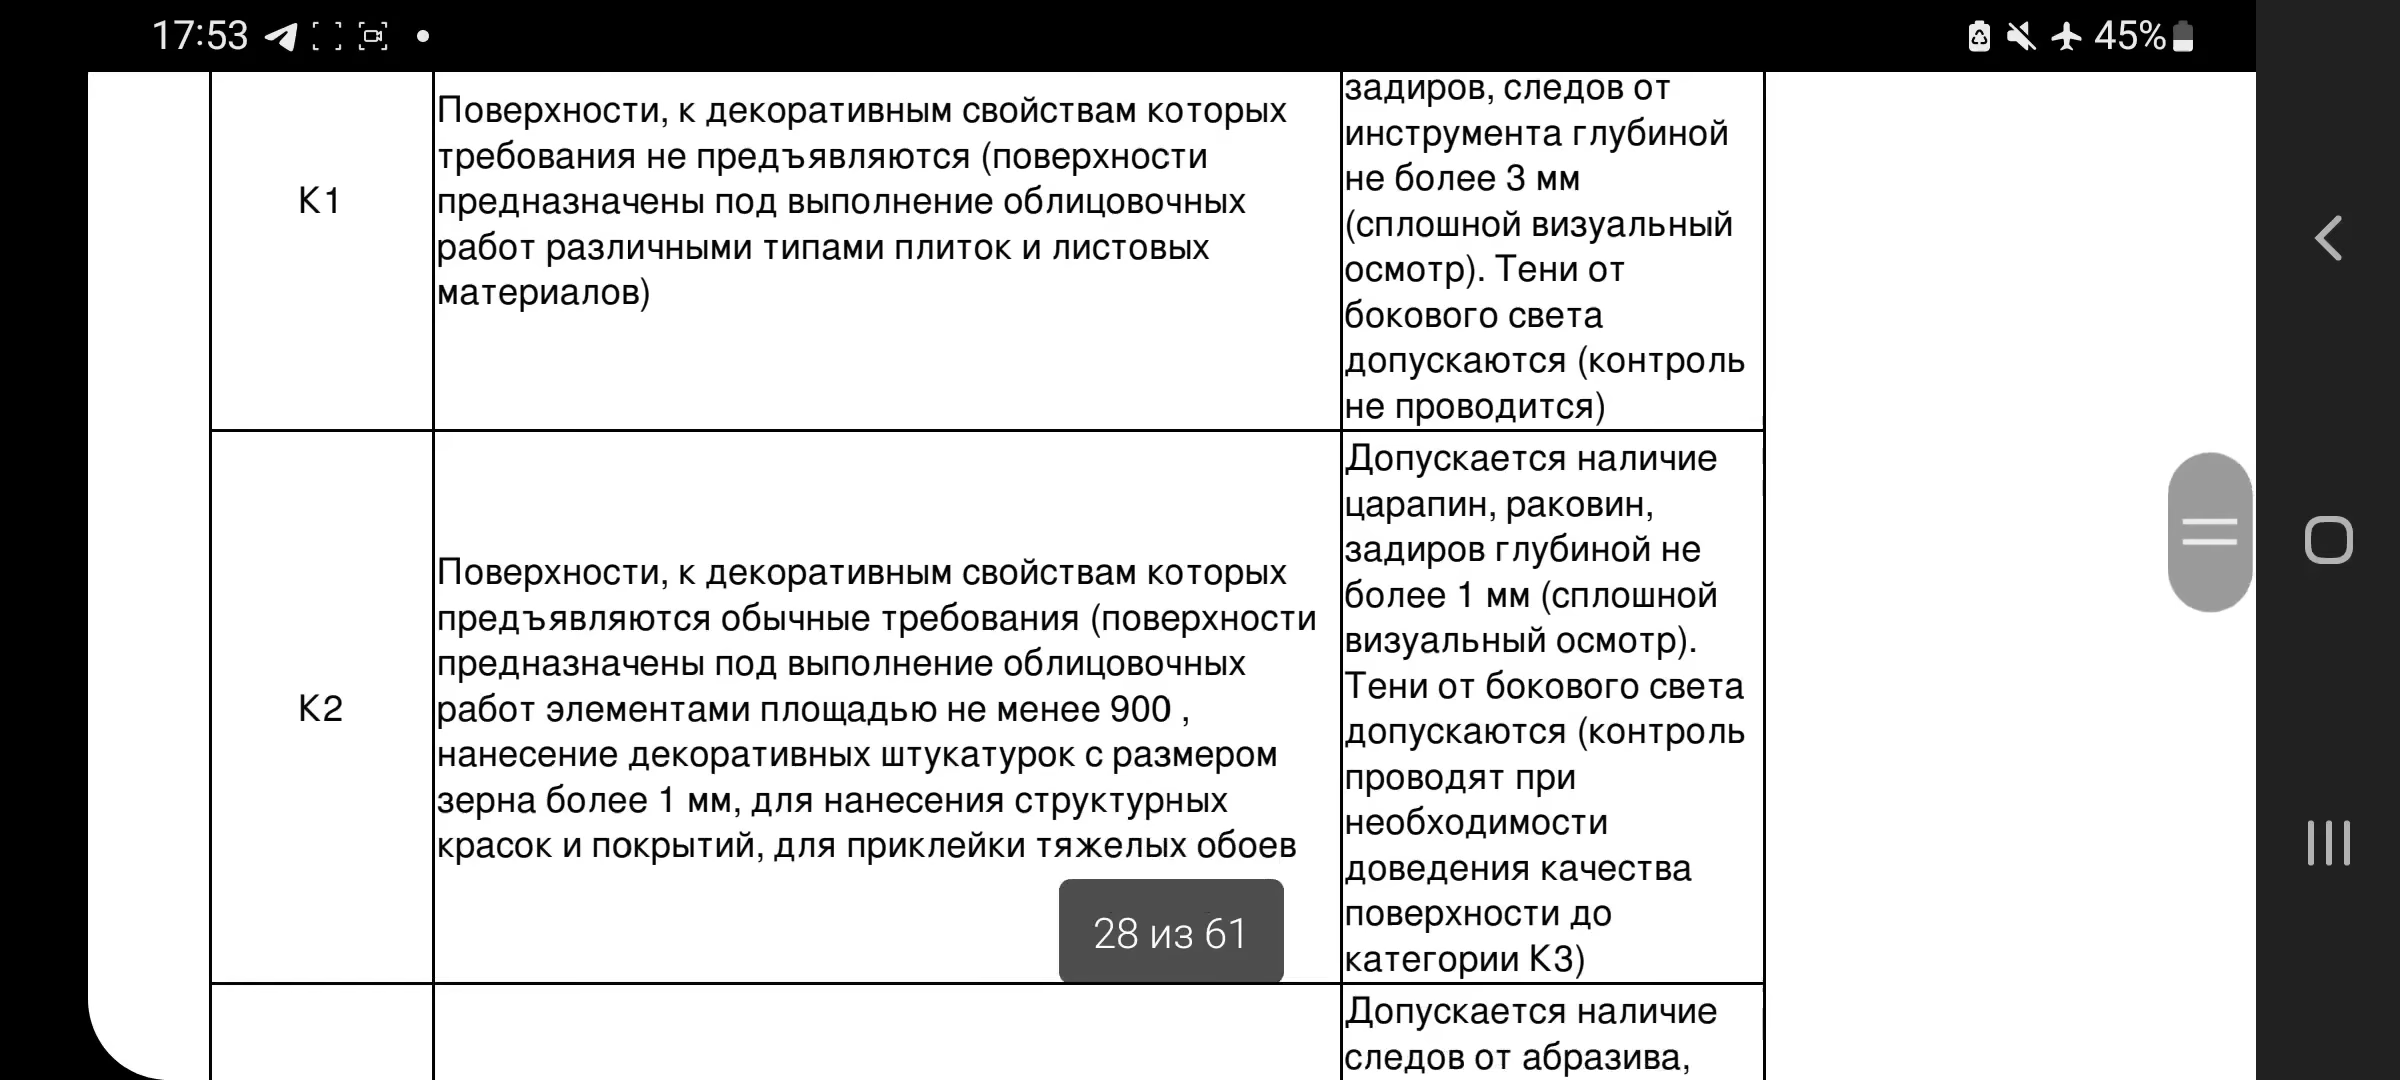 17:53
45%
К1
Поверхности, к декоративным свойствам которых
требования не предъявляются (поверхности
предназначены под выполнение облицовочных
работ различными типами плиток и листовых
материалов)
задиров, следов от
инструмента глубиной
не более 3 мм
(сплошной визуальный
осмотр). Тени от
бокового света
допускаются (контроль
не проводится)
К2
Поверхности, к декоративным свойствам которых
предъявляются обычные требования (поверхности
предназначены под выполнение облицовочных
работ элементами площадью не менее 900 ,
нанесение декоративных штукатурок с размером
зерна более 1 мм, для нанесения структурных
красок и покрытий, для приклейки тяжелых обоев
Допускается наличие
царапин, раковин,
задиров глубиной не
более 1 мм (сплошной
визуальный осмотр).
Тени от бокового света
допускаются (контроль
проводят при
необходимости
доведения качества
поверхности до
категории К3)
28 из 61
Допускается наличие
следов от абразива,